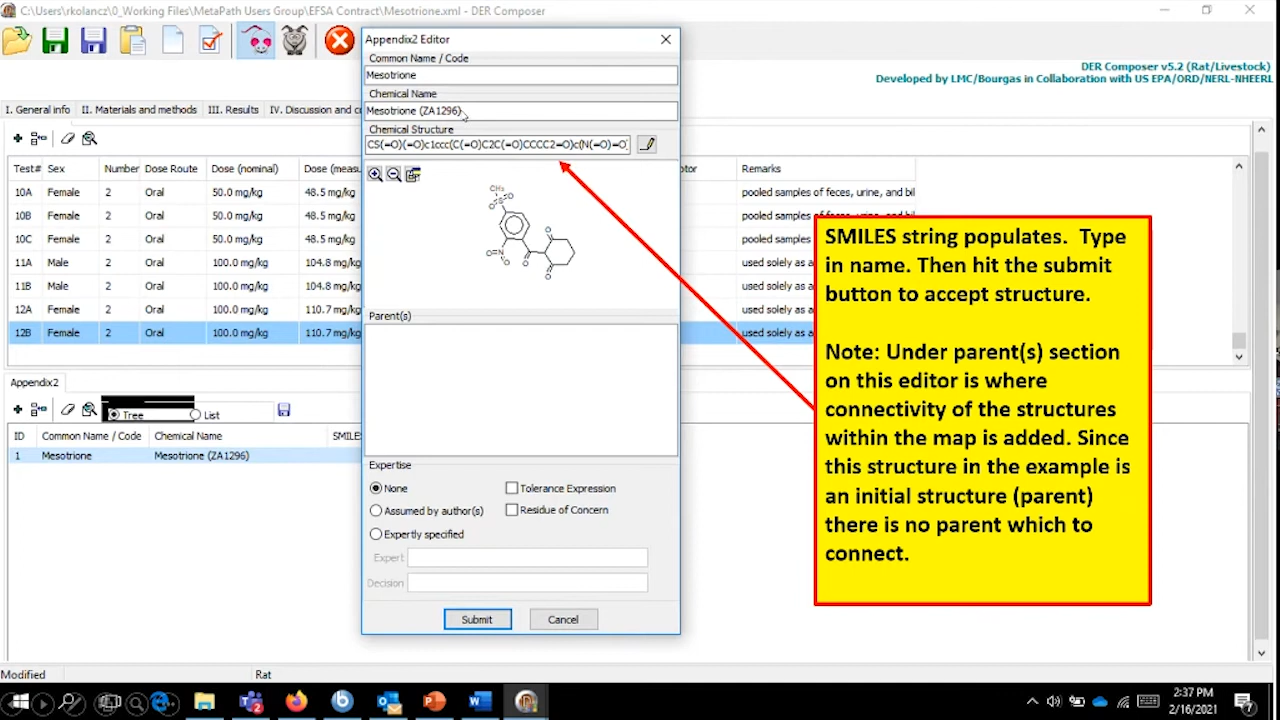 C:\Users\rkolancz\0_Working Files\MetaPath Users Group\EFSA Contract\Mesotrione.xml - DER Composer
DER Composer v5.2 (Rat/Livestock)
Developed by LMC/Bourgas in Collaboration with US EPA/ORD/NERL-NHEERL
I. General info
II. Materials and methods
III. Results
IV. Discussion and co
Test# Sex Number Dose Route Dose (nominal) Dose (meas
10A Female 2 Oral 50.0 mg/kg 48.5 mg/kg
10B Female 2 Oral 50.0 mg/kg 48.5 mg/kg
10C Female 2 Oral 50.0 mg/kg 48.5 mg/kg
11A Male 2 Oral 100.0 mg/kg 104.8 mg/kg
11B Male 2 Oral 100.0 mg/kg 104.8 mg/kg
12A Female 2 Oral 100.0 mg/kg 110.7 mg/kg
12B Female 2 Oral 100.0 mg/kg 110.7 mg/kg
Remarks
pooled samples of feces, urine, and bil
pooled samples of feces, urine, and bil
pooled samples
used solely as a
used solely as a
used solely as a
used solely as a
Appendix2
Tree
List
ID Common Name / Code Chemical Name SMILES
1 Mesotrione Mesotrione (ZA1296)
Appendix2 Editor
Common Name / Code
Mesotrione
Chemical Name
Mesotrione (ZA1296)
Chemical Structure
CS(=O)(=O)c1ccc(C(=O)C2C(=O)CCCC2=O)c(N(=O)=O)
CH₃
S
O
O
O
N
O
O
O
O
Parent(s)
Expertise
None
Assumed by author(s)
Expertly specified
Tolerance Expression
Residue of Concern
Expert
Decision
Submit
Cancel
SMILES string populates. Type
in name. Then hit the submit
button to accept structure.
Note: Under parent(s) section
on this editor is where
connectivity of the structures
within the map is added. Since
this structure in the example is
an initial structure (parent)
there is no parent which to
connect.
Modified
Rat
2:37 PM
2/16/2021